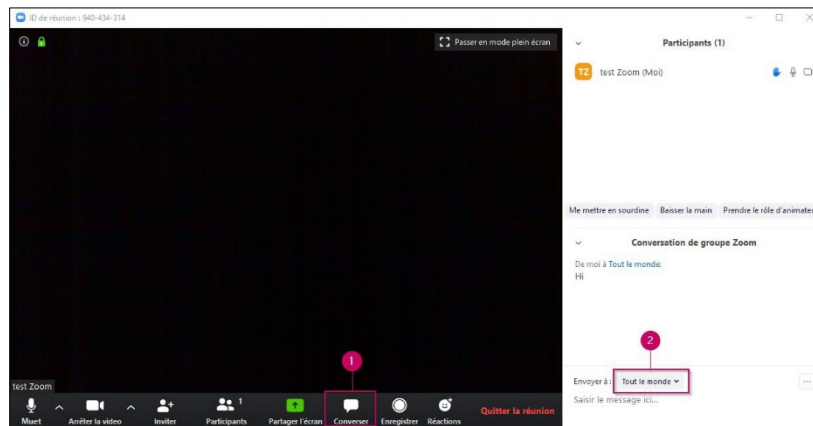 ID de réunion : 940-434-314
Passer en mode plein écran
Participants (1)
TZ test Zoom (Moi)
Me mettre en sourdine Baisser la main Prendre le rôle d'animateu
Conversation de groupe Zoom
De moi à Tout le monde:
Hi
1
2
Envoyer à : Tout le monde
Saisir le message ici...
test Zoom
1
Muet Arrêter la video Inviter Participants Partager l'écran Converser Enregistrer Réactions Quitter la réunion